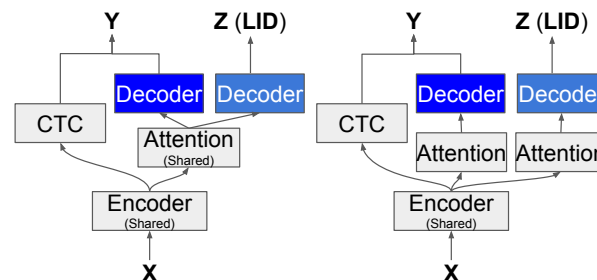 Y Z (LID) Y Z (LID)
Decoder Decoder Decoder Decoder
CTC Attention CTC Attention Attention
(Shared)
Encoder Encoder
(Shared) (Shared)
X X